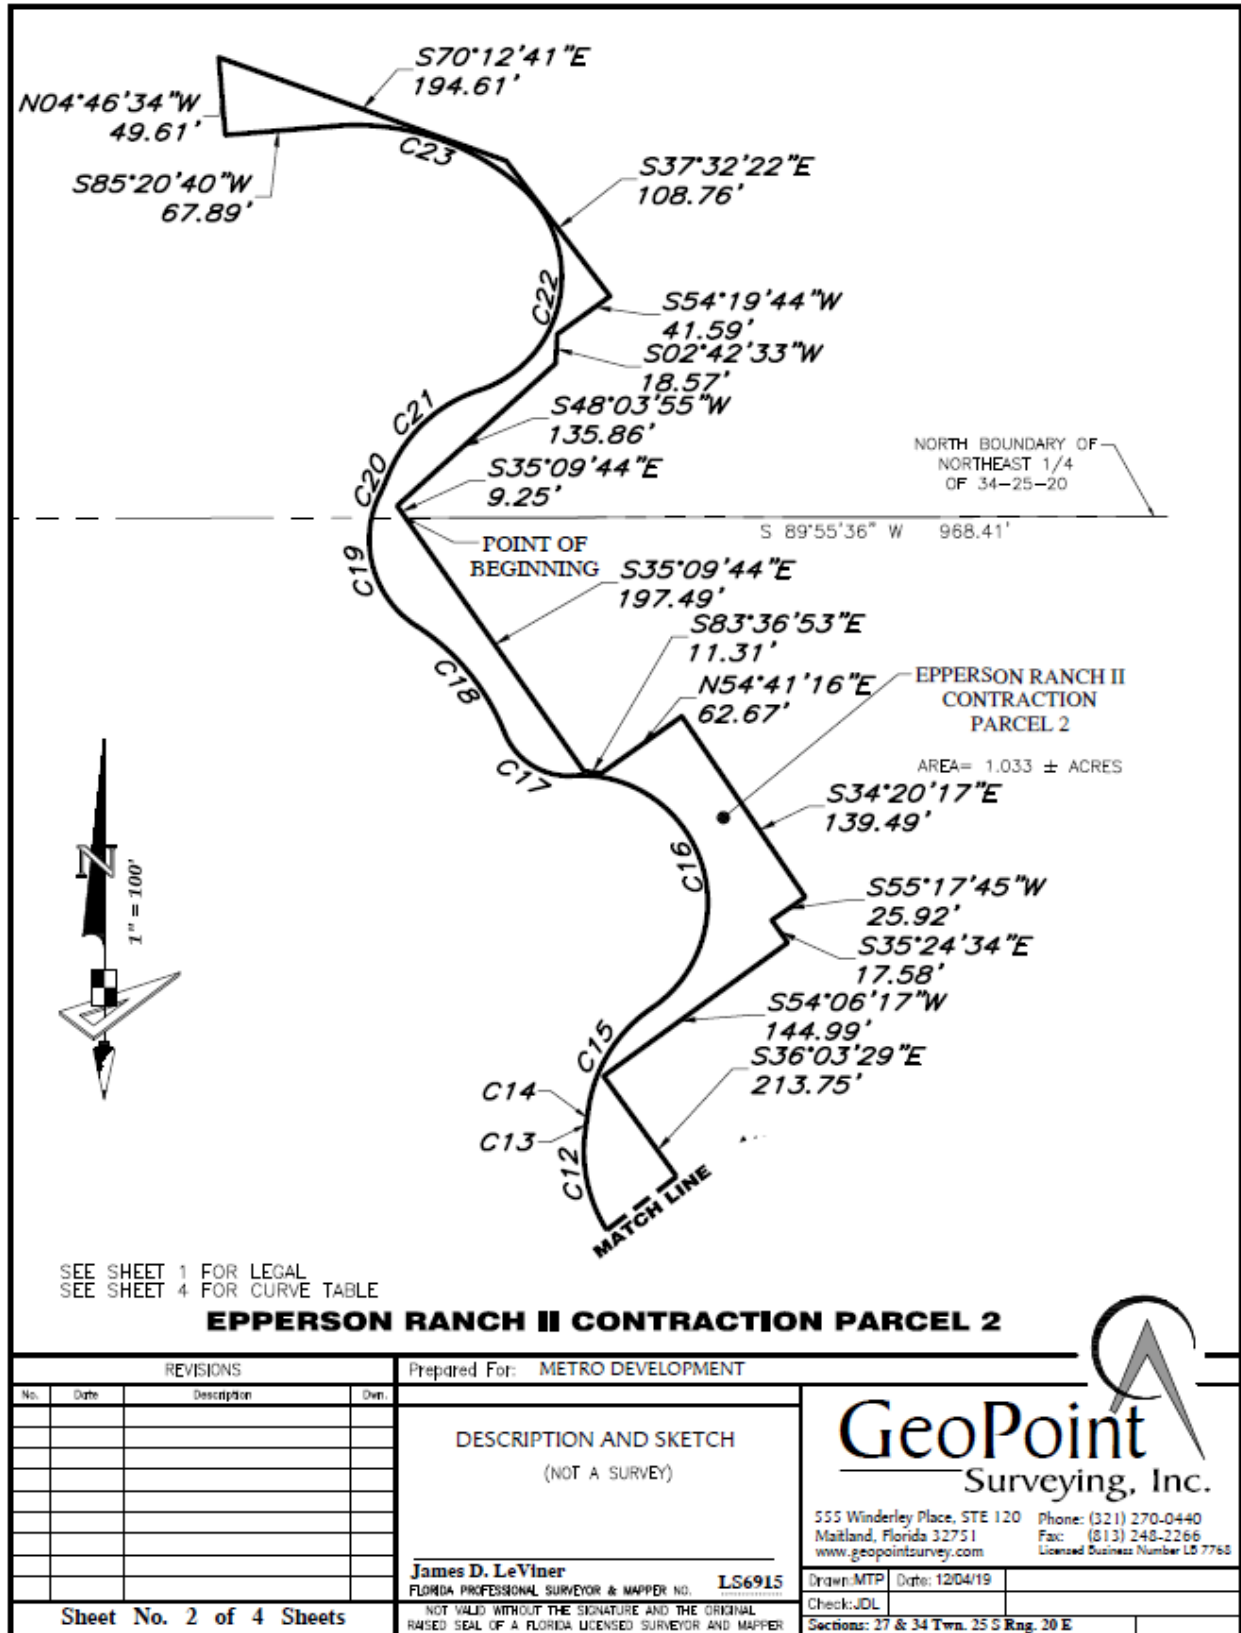 S70°12'41"E
194.61'
N04°46'34"W
49.61'
C23
S85°20'40"W
67.89'
S37°32'22"E
108.76'
C22
S54°19'44"W
41.59'
S02°42'33"W
18.57'
C21
S48°03'55"W
135.86'
NORTH BOUNDARY OF
NORTHEAST 1/4
OF 34-25-20
C20
S35°09'44"E
9.25'
S 89°55'36" W 968.41'
POINT OF
BEGINNING
C19
S35°09'44"E
197.49'
S83°36'53"E
11.31'
C18
N54°41'16"E
62.67'
EPPERSON RANCH II
CONTRACTION
PARCEL 2
AREA= 1.033 ± ACRES
C17
S34°20'17"E
139.49'
N
1" = 100'
C16
S55°17'45"W
25.92'
S35°24'34"E
17.58'
S54°06'17"W
144.99'
C15
S36°03'29"E
213.75'
C14
C13
C12
MATCH LINE
SEE SHEET 1 FOR LEGAL
SEE SHEET 4 FOR CURVE TABLE
EPPERSON RANCH II CONTRACTION PARCEL 2
REVISIONS
No. Date Description Dwn.
Sheet No. 2 of 4 Sheets
Prepared For: METRO DEVELOPMENT
DESCRIPTION AND SKETCH
(NOT A SURVEY)
James D. LeViner
FLORIDA PROFESSIONAL SURVEYOR & MAPPER NO. LS6915
NOT VALID WITHOUT THE SIGNATURE AND THE ORIGINAL
RAISED SEAL OF A FLORIDA LICENSED SURVEYOR AND MAPPER
GeoPoint
Surveying, Inc.
555 Winderley Place, STE 120 Phone: (321) 270-0440
Maitland, Florida 32751 Fax: (813) 248-2266
www.geopointsurvey.com Licensed Business Number LB 7768
Drawn:MTP Date: 12/04/19
Check:JDL
Sections: 27 & 34 Twn. 25 S Rng. 20 E